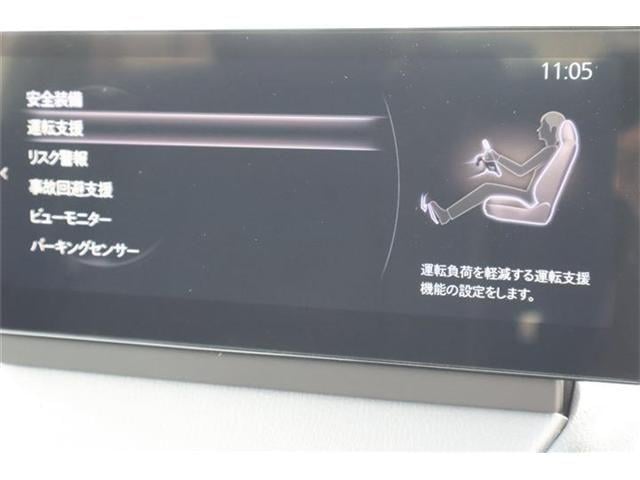 11:05
安全装備
運転支援
リスク警報
事故回避支援
ビューモニター
パーキングセンサー
運転負荷を軽減する運転支援
機能の設定をします。